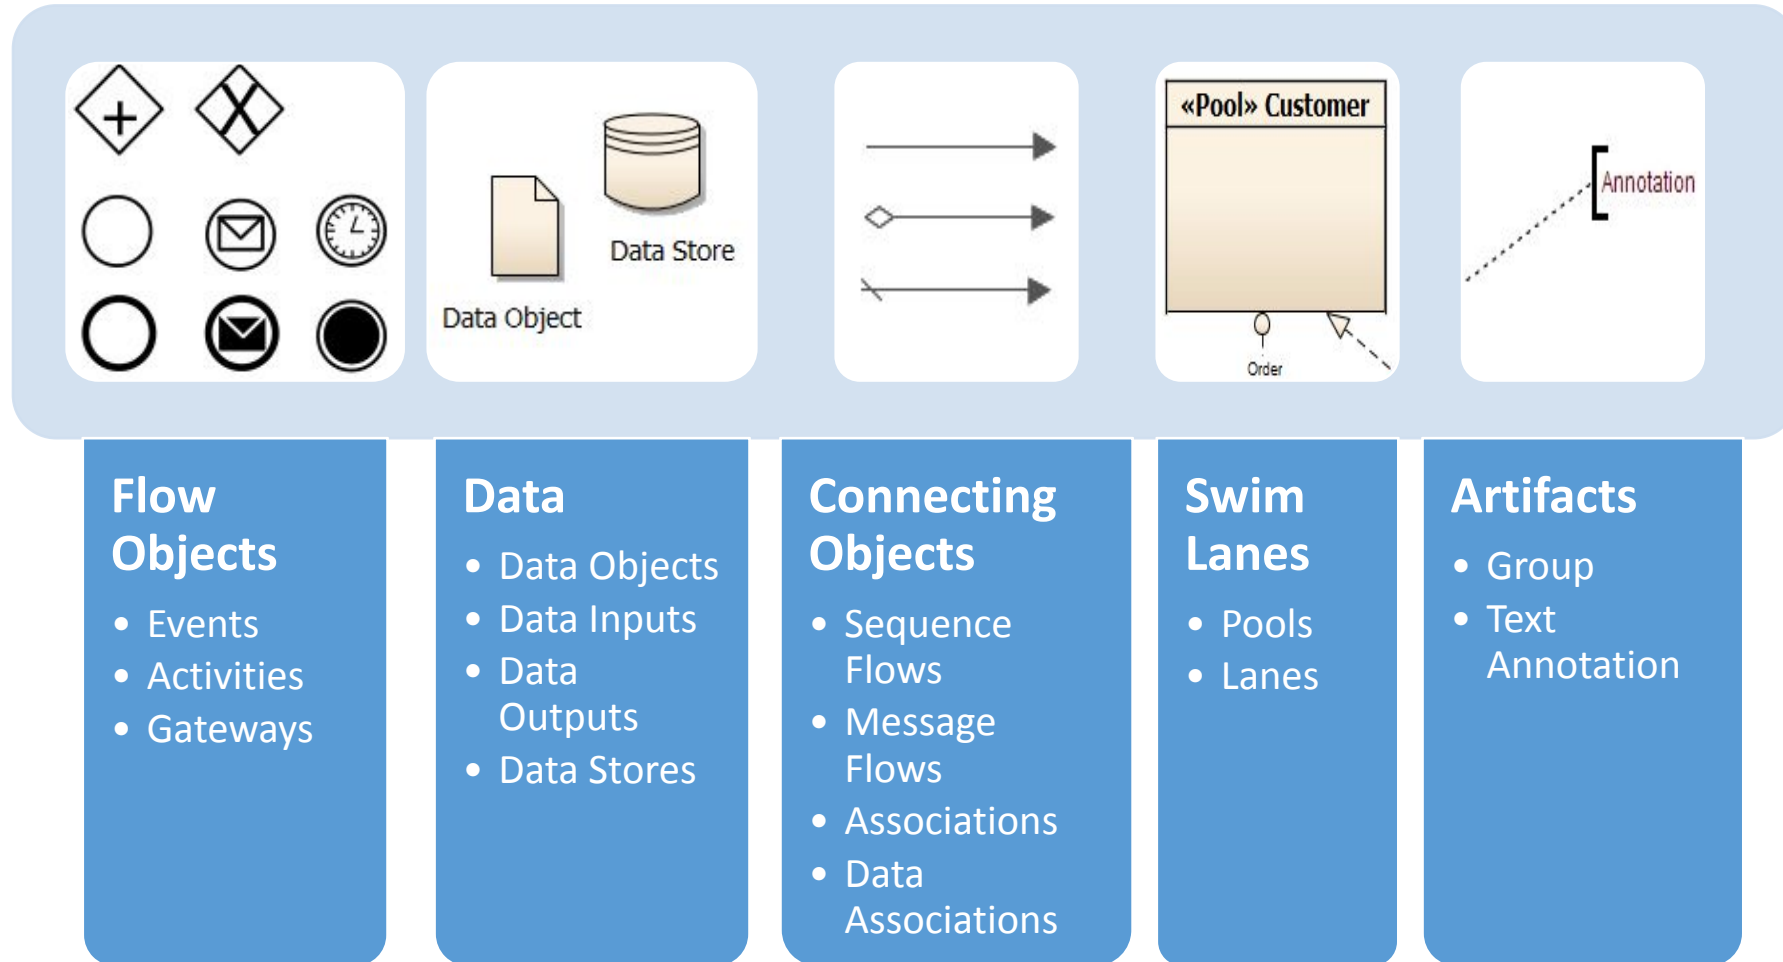 «Pool» Customer
Annotation
Data Store
Data Object
Order
Flow
Objects
• Events
• Activities
• Gateways
Data
• Data Objects
• Data Inputs
• Data
Outputs
• Data Stores
Connecting
Objects
• Sequence
Flows
• Message
Flows
• Associations
• Data
Associations
Swim
Lanes
• Pools
• Lanes
Artifacts
• Group
• Text
Annotation